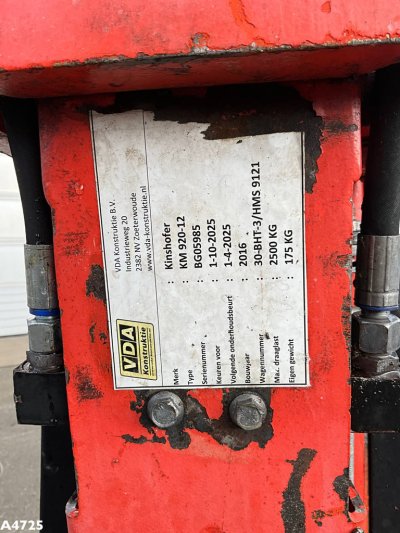 VDA Konstruktie B.V.
Industrieweg 20
2382 NV Zoeterwoude
www.vda-konstruktie.nl
VDA
Konstruktie
Merk : Kinshofer
Type : KM 920-12
Serienummer : BG05985
Keuren voor : 1-10-2025
Volgende onderhoudsbeurt : 1-4-2025
Bouwjaar : 2016
Wagennummer : 30-BHT-3/HMS 9121
Max. draaglast : 2500 KG
Eigen gewicht : 175 KG
A4725